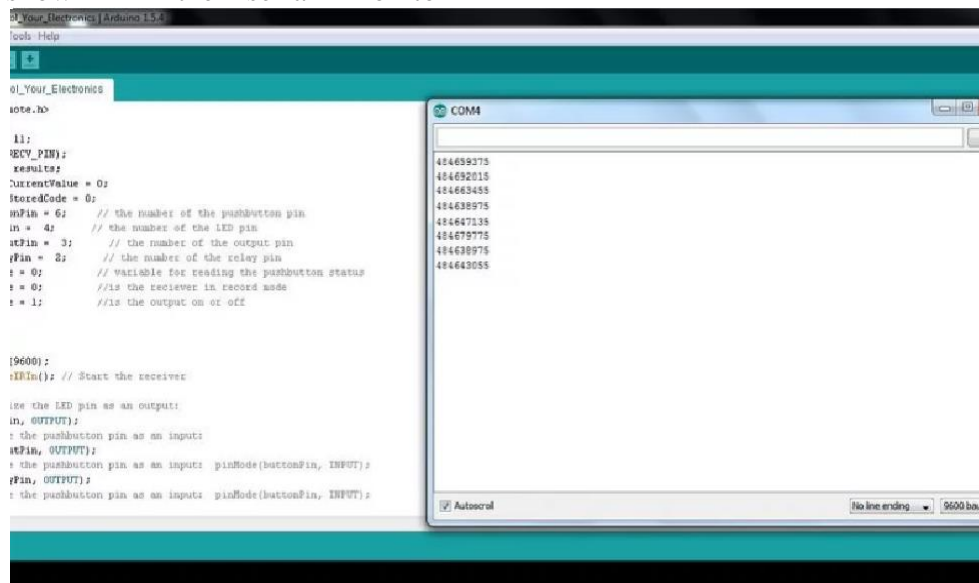 ol_Your_Electronics | Arduino 1.5.4
Tools Help
ol_Your_Electronics
mote.h>
11;
RECV_PIN);
results;
CurrentValue = 0;
StoredCode = 0;
onPin = 6; // the number of the pushbutton pin
in = 4; // the number of the LED pin
utPin = 3; // the number of the output pin
yPin = 2; // the number of the relay pin
e = 0; // variable for reading the pushbutton status
e = 0; //is the reciever in record mode
e = 1; //is the output on or off
(9600);
eIRIn(); // Start the receiver
ize the LED pin as an output:
in, OUTPUT);
e the pushbutton pin as an input:
utPin, OUTPUT);
e the pushbutton pin as an input: pinMode(buttonPin, INPUT);
yPin, OUTPUT);
e the pushbutton pin as an input: pinMode(buttonPin, INPUT);
COM4
484659375
484692015
484663455
484638975
484647135
484679775
484638975
484643055
Autoscroll
No line ending
9600 bau